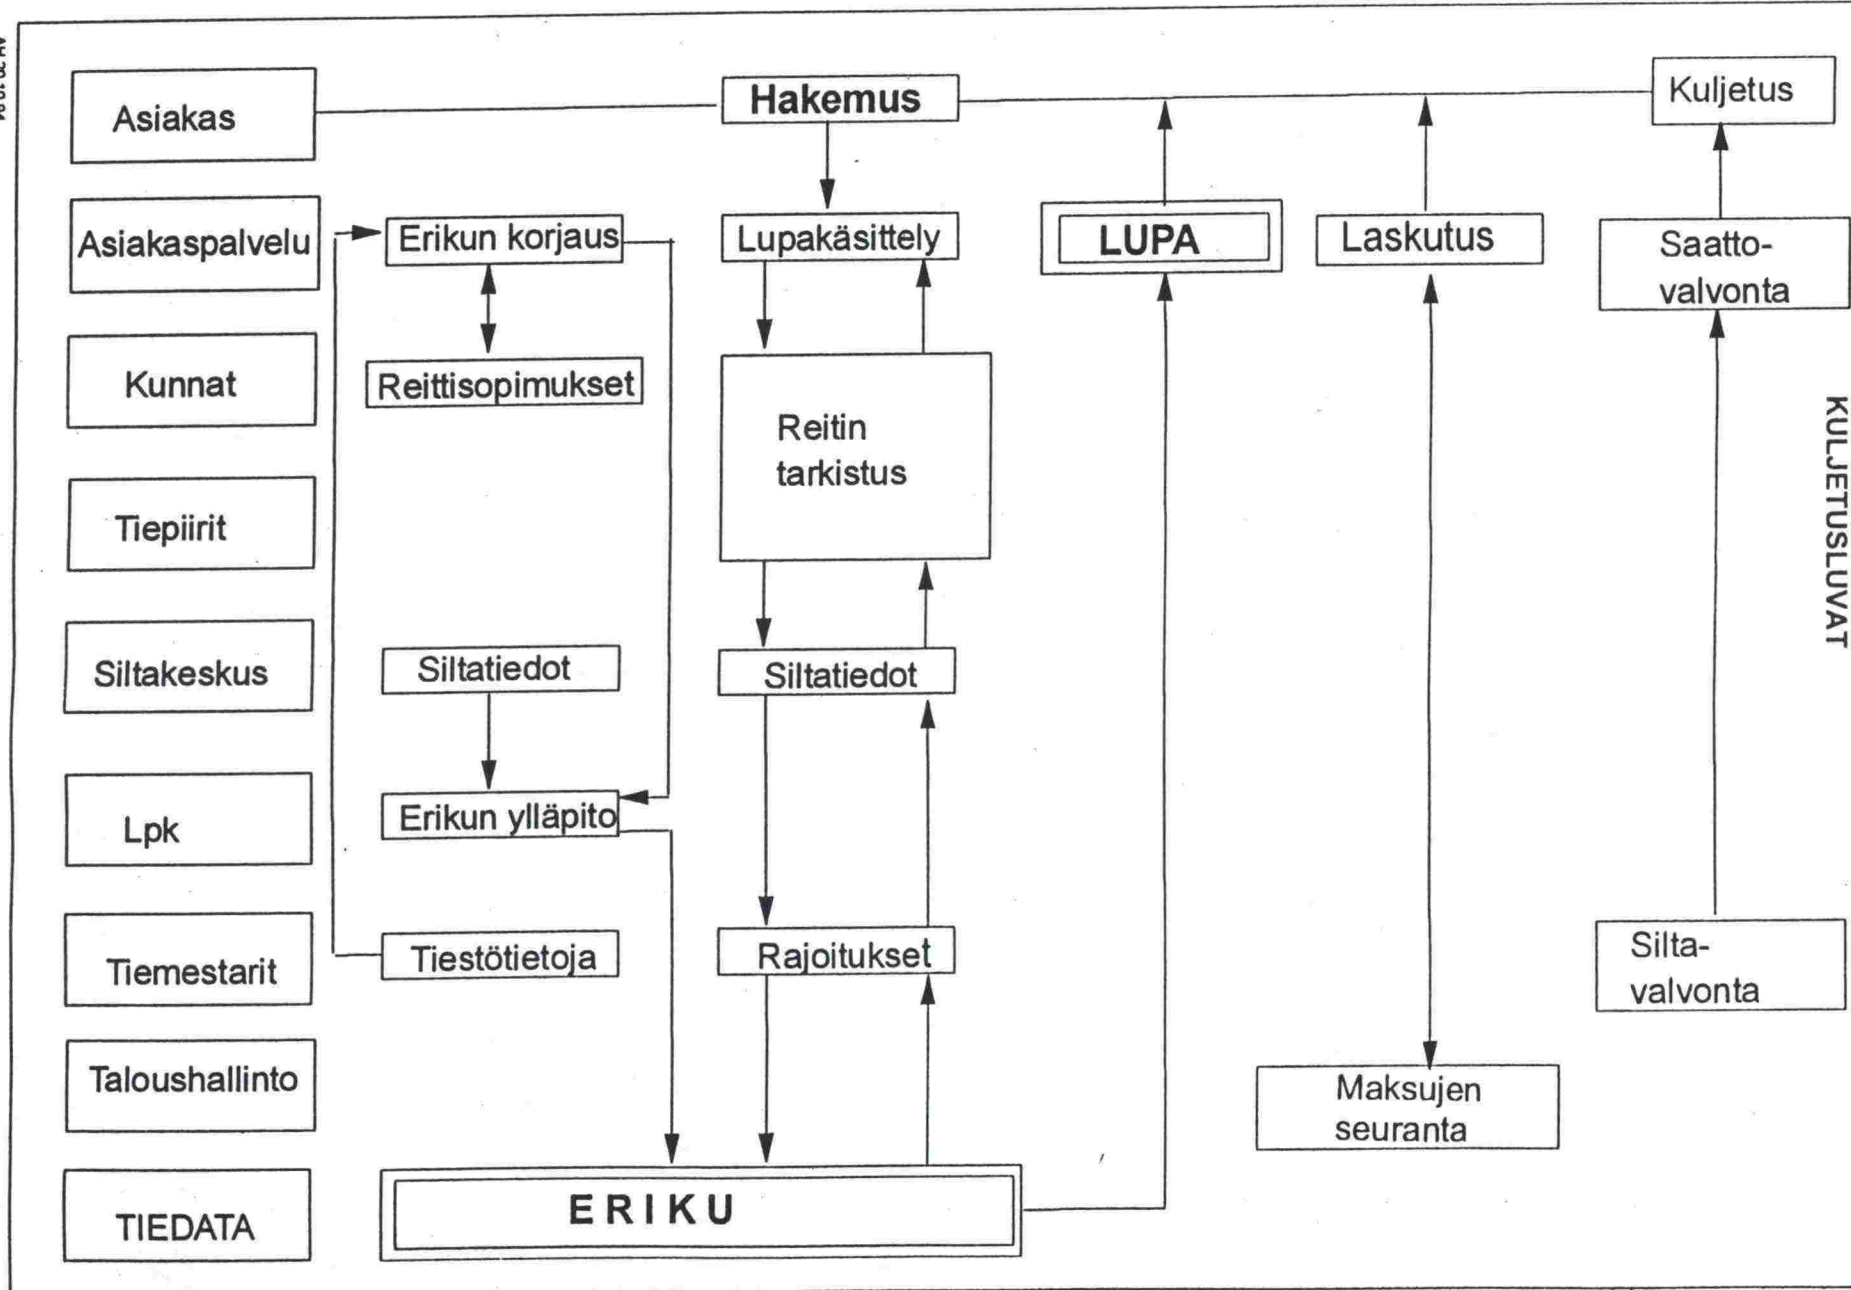 Asiakas
Hakemus
Kuljetus
Asiakaspalvelu
Erikun korjaus
Lupakäsittely
LUPA
Laskutus
Saatto-
valvonta
Kunnat
Reittisopimukset
Reitin
tarkistus
Tiepiirit
KULJETUSLUVAT
Siltakeskus
Siltatiedot
Siltatiedot
Lpk
Erikun ylläpito
Tiemestarit
Tiestötietoja
Rajoitukset
Silta-
valvonta
Taloushallinto
Maksujen
seuranta
TIEDATA
ERIKU